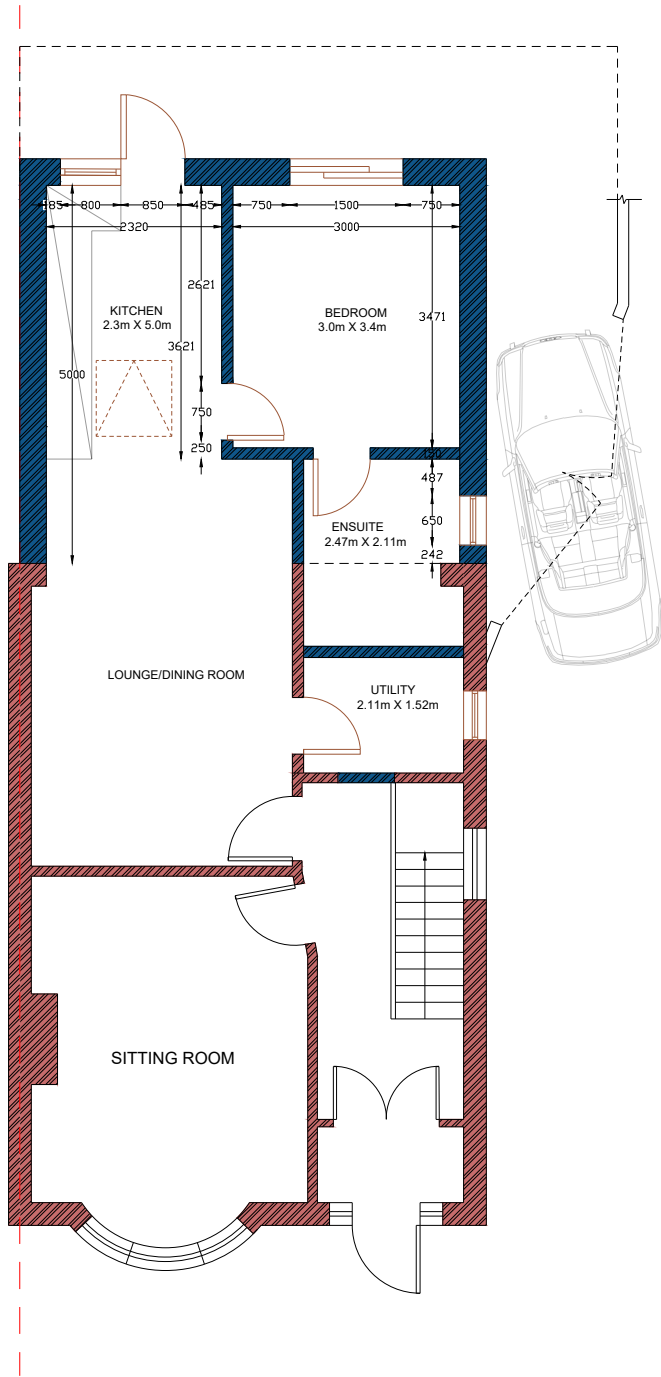 185
800
850
485
750
1500
750
2320
3000
2621
KITCHEN
2.3m X 5.0m
BEDROOM
3.0m X 3.4m
3471
3621
5000
750
250
150
487
ENSUITE
2.47m X 2.11m
650
242
LOUNGE/DINING ROOM
UTILITY
2.11m X 1.52m
SITTING ROOM